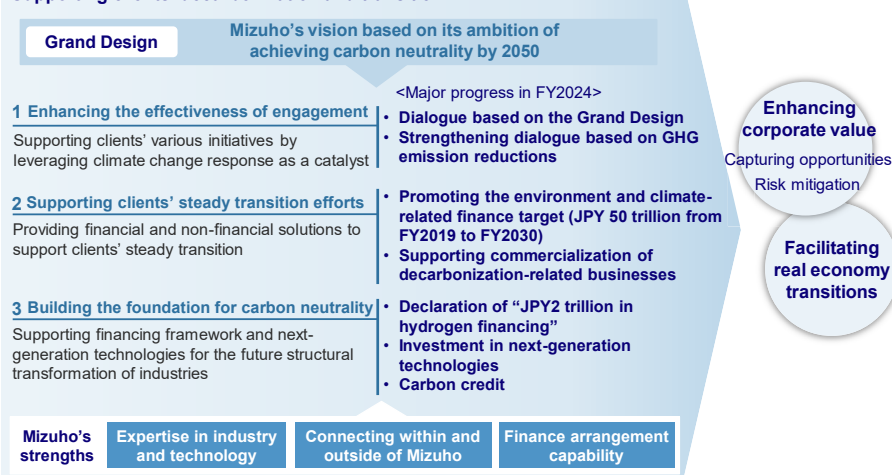 Grand Design
Mizuho's vision based on its ambition of
achieving carbon neutrality by 2050
<Major progress in FY2024>
1 Enhancing the effectiveness of engagement
Supporting clients' various initiatives by
leveraging climate change response as a catalyst
• Dialogue based on the Grand Design
• Strengthening dialogue based on GHG
emission reductions
2 Supporting clients' steady transition efforts
Providing financial and non-financial solutions to
support clients' steady transition
• Promoting the environment and climate-
related finance target (JPY 50 trillion from
FY2019 to FY2030)
• Supporting commercialization of
decarbonization-related businesses
3 Building the foundation for carbon neutrality
Supporting financing framework and next-
generation technologies for the future structural
transformation of industries
• Declaration of “JPY2 trillion in
hydrogen financing”
• Investment in next-generation
technologies
• Carbon credit
Enhancing
corporate value
Capturing opportunities
Risk mitigation
Facilitating
real economy
transitions
Mizuho's
strengths
Expertise in industry
and technology
Connecting within and
outside of Mizuho
Finance arrangement
capability